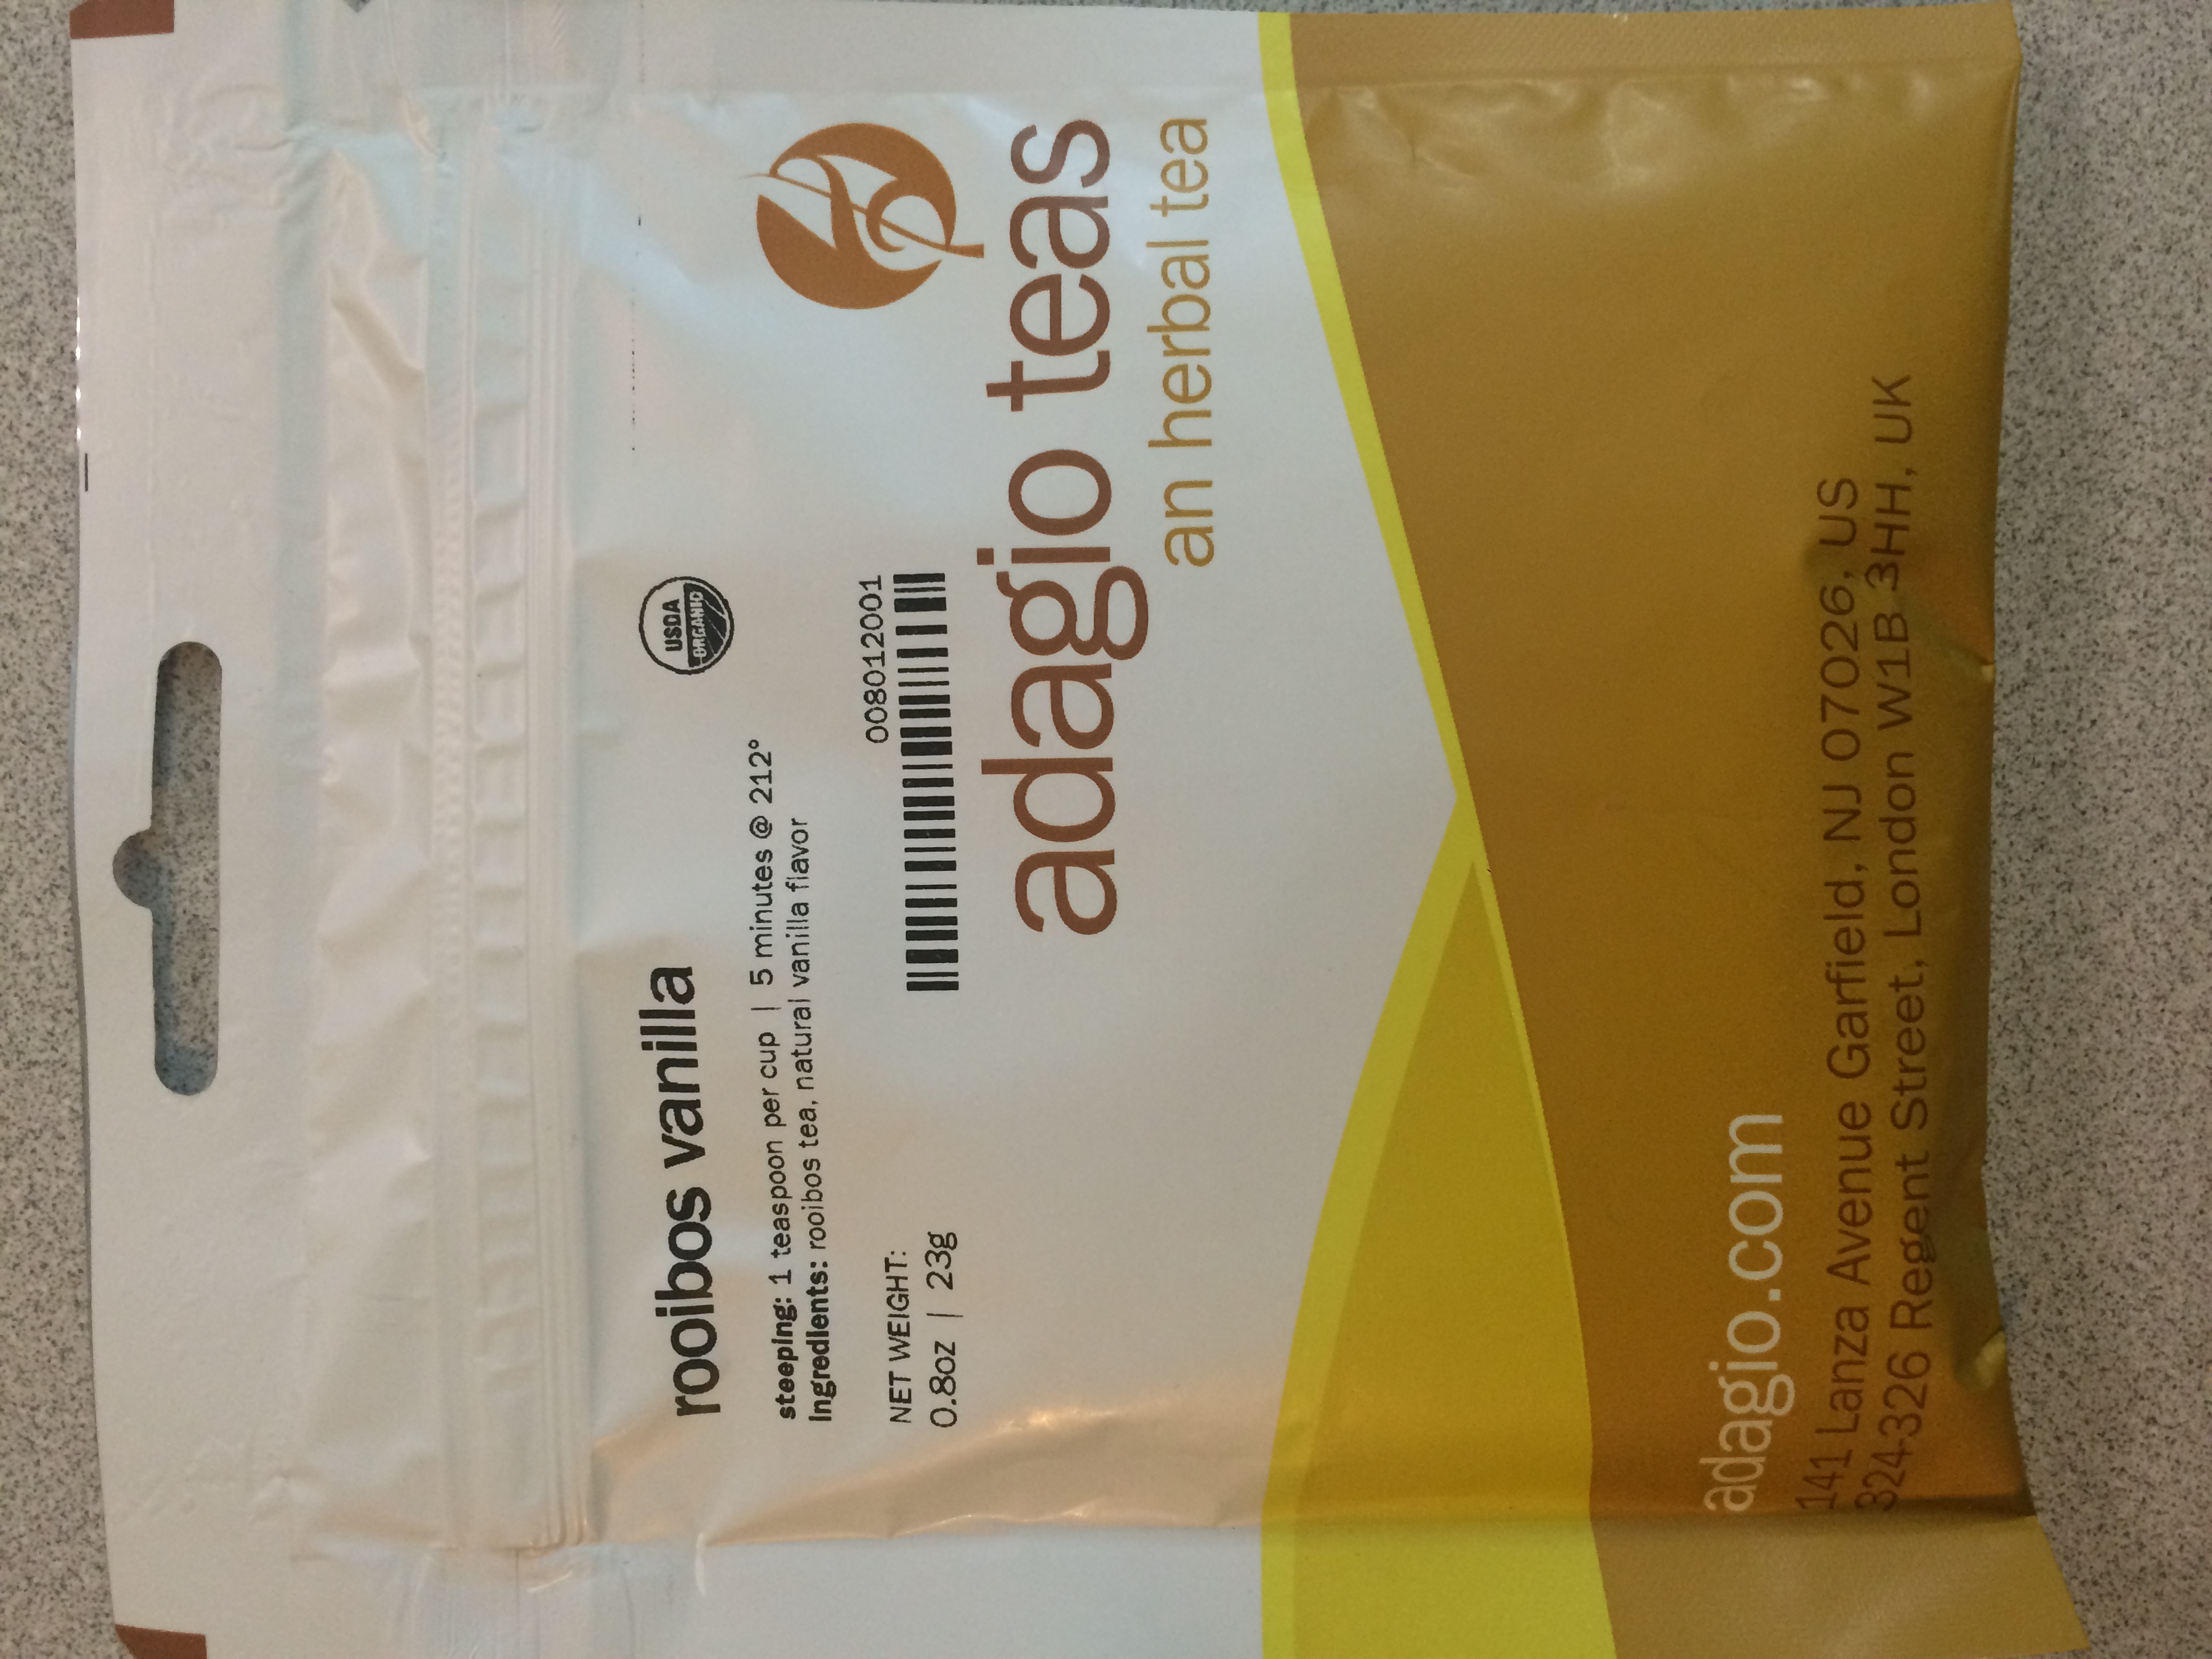 rooibos vanilla
USDA
ORGANIC
steeping: 1 teaspoon per cup | 5 minutes @ 212°
ingredients: rooibos tea, natural vanilla flavor
NET WEIGHT:
0.8oz | 23g
008012001
adagio teas
an herbal tea
adagio.com
141 Lanza Avenue Garfield, NJ 07026, US
324-326 Regent Street, London W1B 3HH, UK